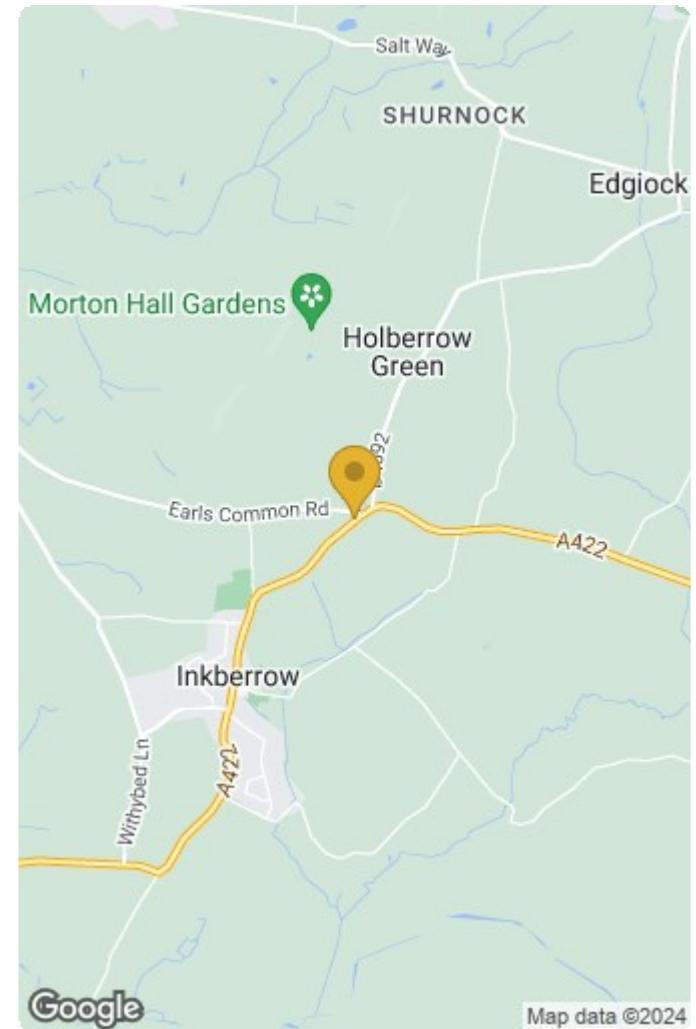 Salt Way
SHURNOCK
Edgiock
Morton Hall Gardens
Holberrow
Green
Earls Common Rd
A422
Inkberrow
A422
Withybed Ln
Google
Map data ©2024